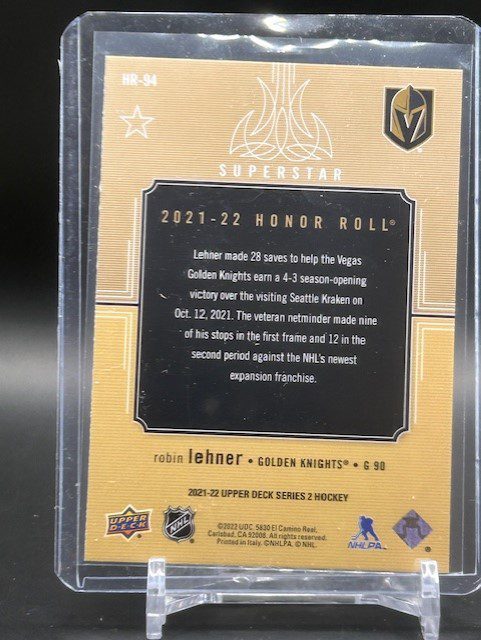 HR-94
SUPERSTAR
2021-22 HONOR ROLL®
Lehner made 28 saves to help the Vegas
Golden Knights earn a 4-3 season-opening
victory over the visiting Seattle Kraken on
Oct. 12, 2021. The veteran netminder made nine
of his stops in the first frame and 12 in the
second period against the NHL's newest
expansion franchise.
robin lehner • GOLDEN KNIGHTS® • G 90
2021-22 UPPER DECK SERIES 2 HOCKEY
UPPER DECK
NHL
©2022 UDC. 5830 El Camino Real,
Carlsbad, CA 92008. All Rights Reserved.
Printed in Italy. ©NHLPA. © NHL.
NHLPA
®